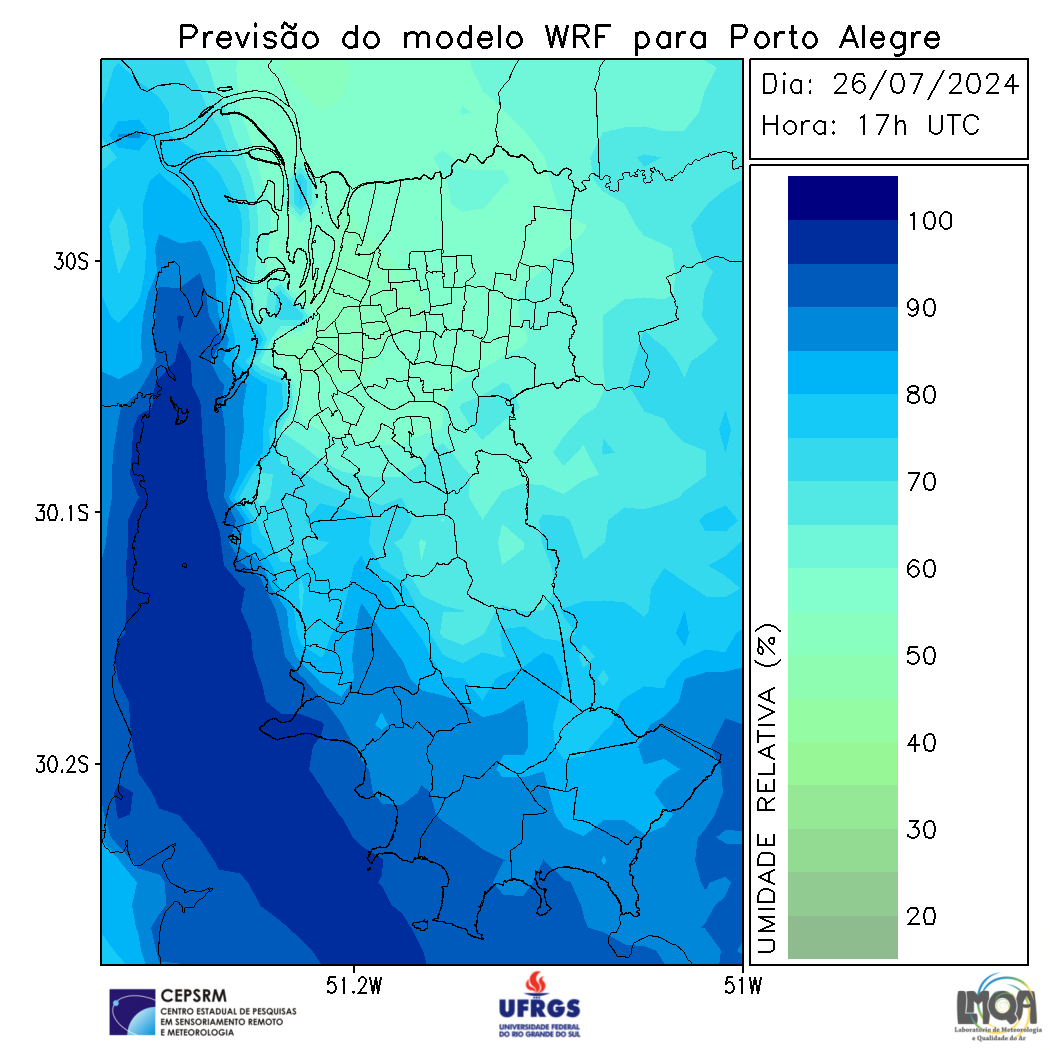 Previsão do modelo WRF para Porto Alegre
Dia: 26/07/2024
Hora: 17h UTC
30S
30.1S
30.2S
51.2W
51W
UMIDADE RELATIVA (%)
100
90
80
70
60
50
40
30
20
CEPSRM
CENTRO ESTADUAL DE PESQUISAS
EM SENSORIAMENTO REMOTO
E METEOROLOGIA
UFRGS
UNIVERSIDADE FEDERAL
DO RIO GRANDE DO SUL
LMQA
Laboratório de Meteorologia
e Qualidade do Ar